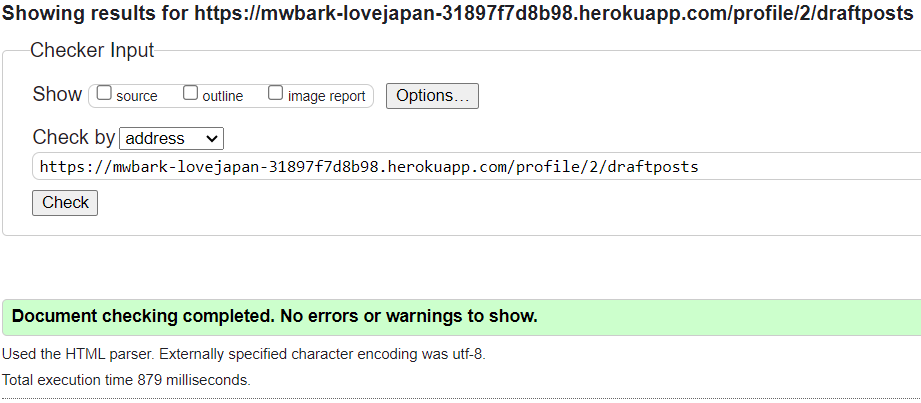 Showing results for https://mwbark-lovejapan-31897f7d8b98.herokuapp.com/profile/2/draftposts
Checker Input
Show source outline image report Options...
Check by address
https://mwbark-lovejapan-31897f7d8b98.herokuapp.com/profile/2/draftposts
Check
Document checking completed. No errors or warnings to show.
Used the HTML parser. Externally specified character encoding was utf-8.
Total execution time 879 milliseconds.